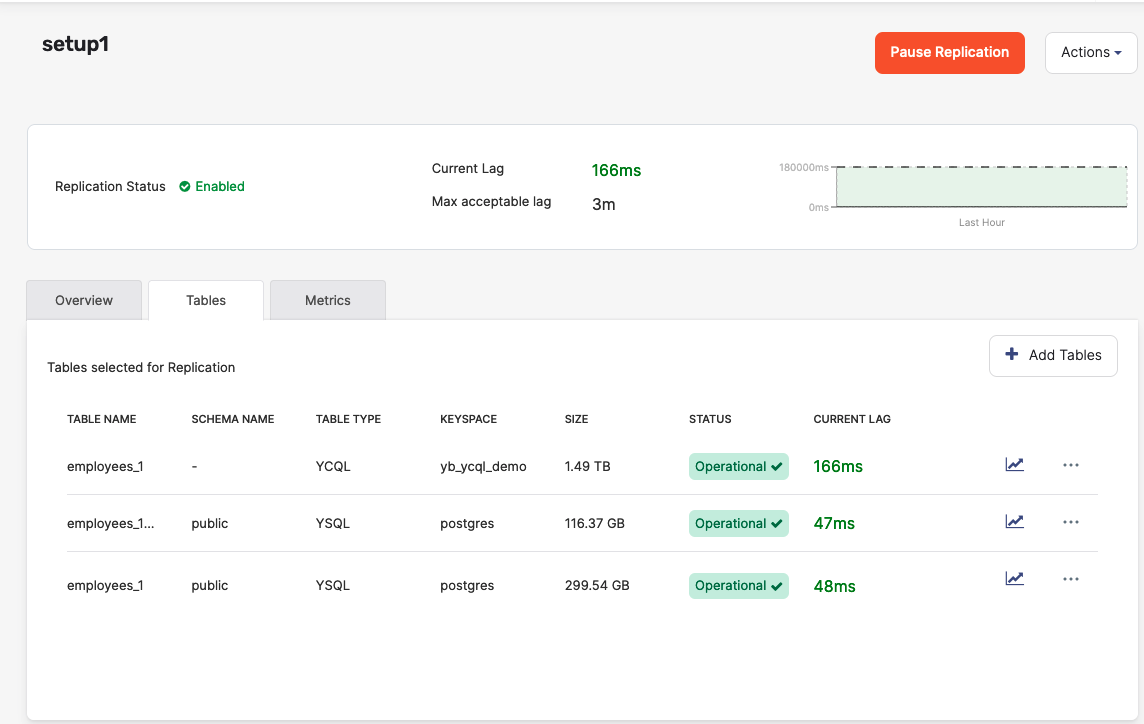 setup1
Pause Replication
Actions
Replication Status
Enabled
Current Lag
166ms
Max acceptable lag
3m
180000ms
0ms
Last Hour
Overview
Tables
Metrics
Tables selected for Replication
Add Tables
TABLE NAME SCHEMA NAME TABLE TYPE KEYSPACE SIZE STATUS CURRENT LAG
employees_1 - YCQL yb_ycql_demo 1.49 TB Operational 166ms
employees_1... public YSQL postgres 116.37 GB Operational 47ms
employees_1 public YSQL postgres 299.54 GB Operational 48ms